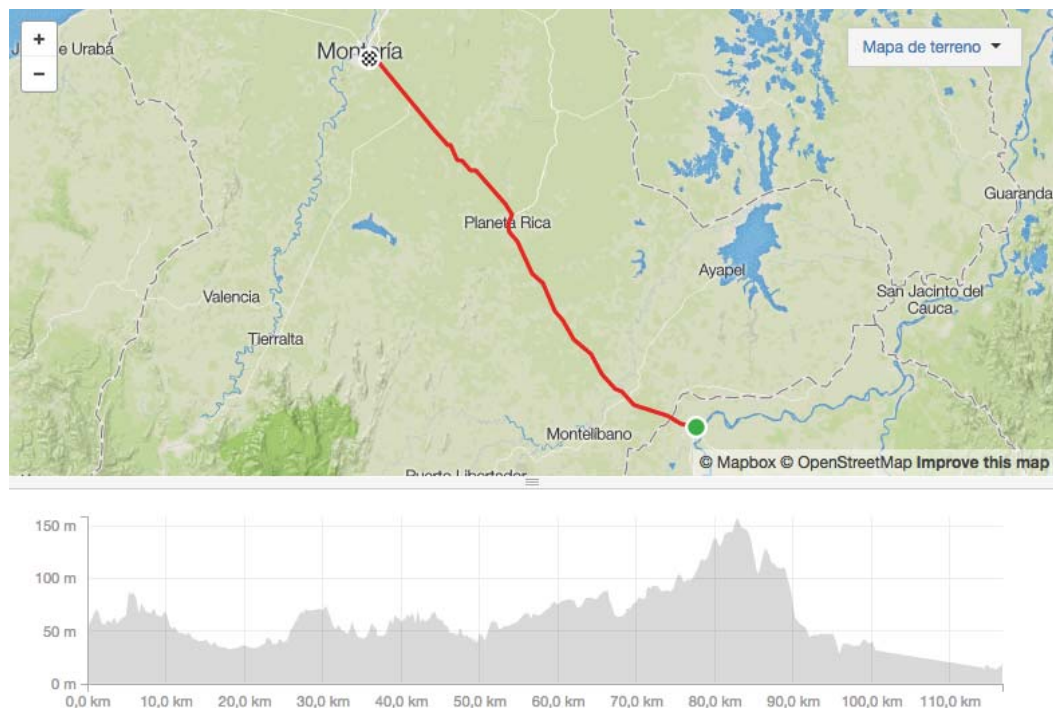 +
−
e Urabá
Montería
Mapa de terreno
Guaranda
Planeta Rica
Ayapel
Valencia
San Jacinto del
Cauca
Tierralta
Montelíbano
Puerto Libertador
© Mapbox © OpenStreetMap Improve this map
150 m
100 m
50 m
0 m
0,0 km 10,0 km 20,0 km 30,0 km 40,0 km 50,0 km 60,0 km 70,0 km 80,0 km 90,0 km 100,0 km 110,0 km